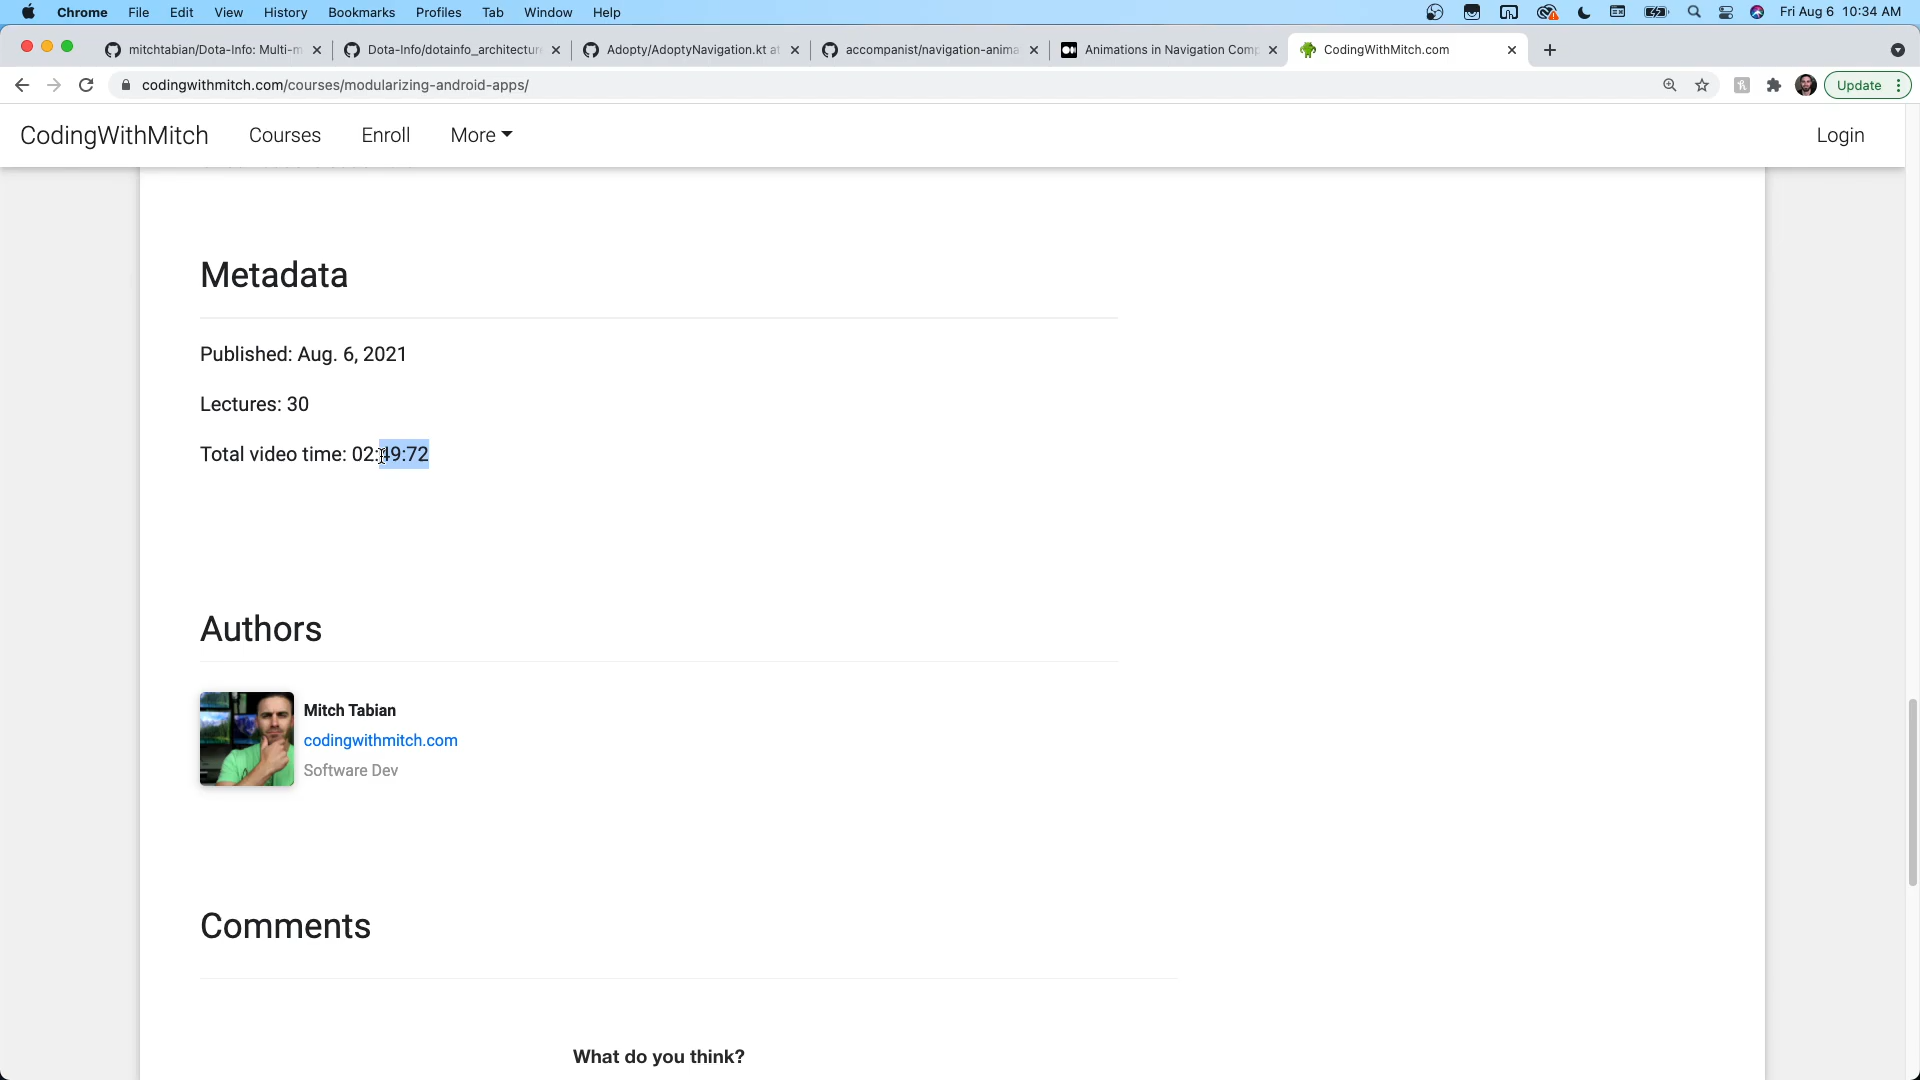 Chrome File Edit View History Bookmarks Profiles Tab Window Help Fri Aug 6 10:34 AM
mitchtabian/Dota-Info: Multi-m Dota-Info/dotainfo_architectur Adopty/AdoptyNavigation.kt at accompanist/navigation-anima Animations in Navigation Comp CodingWithMitch.com
codingwithmitch.com/courses/modularizing-android-apps/ Update
CodingWithMitch Courses Enroll More Login
Metadata
Published: Aug. 6, 2021
Lectures: 30
Total video time: 02:49:72
Authors
Mitch Tabian
codingwithmitch.com
Software Dev
Comments
What do you think?